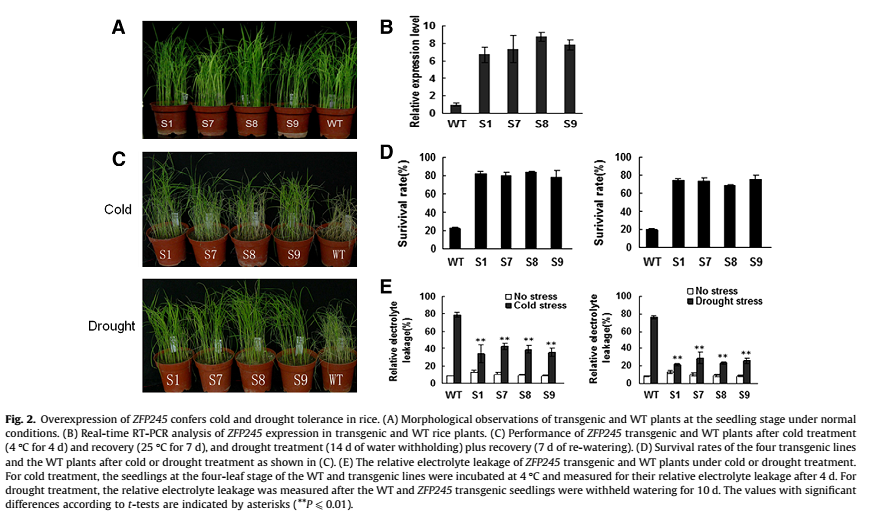 A
S1 S7 S8 S9 WT
B
Relative expression level
10
8
6
4
2
0
WT S1 S7 S8 S9
C
Cold
S1 S7 S8 S9 WT
Drought
S1 S7 S8 S9 WT
D
Surivival rate(%)
100
80
60
40
20
0
WT S1 S7 S8 S9
Surivival rate(%)
100
80
60
40
20
0
WT S1 S7 S8 S9
E
Relative electrolyte
leakage(%)
100
80
60
40
20
0
No stress
Cold stress
** ** ** **
WT S1 S7 S8 S9
Relative electrolyte
leakage(%)
100
80
60
40
20
0
No stress
Drought stress
** ** ** **
WT S1 S7 S8 S9
Fig. 2. Overexpression of ZFP245 confers cold and drought tolerance in rice. (A) Morphological observations of transgenic and WT plants at the seedling stage under normal
conditions. (B) Real-time RT-PCR analysis of ZFP245 expression in transgenic and WT rice plants. (C) Performance of ZFP245 transgenic and WT plants after cold treatment
(4 °C for 4 d) and recovery (25 °C for 7 d), and drought treatment (14 d of water withholding) plus recovery (7 d of re-watering). (D) Survival rates of the four transgenic lines
and the WT plants after cold or drought treatment as shown in (C). (E) The relative electrolyte leakage of ZFP245 transgenic and WT plants under cold or drought treatment.
For cold treatment, the seedlings at the four-leaf stage of the WT and transgenic lines were incubated at 4 °C and measured for their relative electrolyte leakage after 4 d. For
drought treatment, the relative electrolyte leakage was measured after the WT and ZFP245 transgenic seedlings were withheld watering for 10 d. The values with significant
differences according to t-tests are indicated by asterisks (**P ⩽ 0.01).